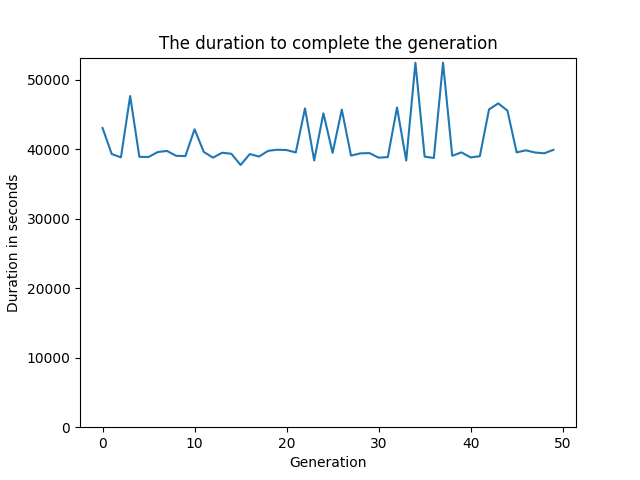 The duration to complete the generation
50000
40000
30000
20000
10000
0
Duration in seconds
0 10 20 30 40 50
Generation